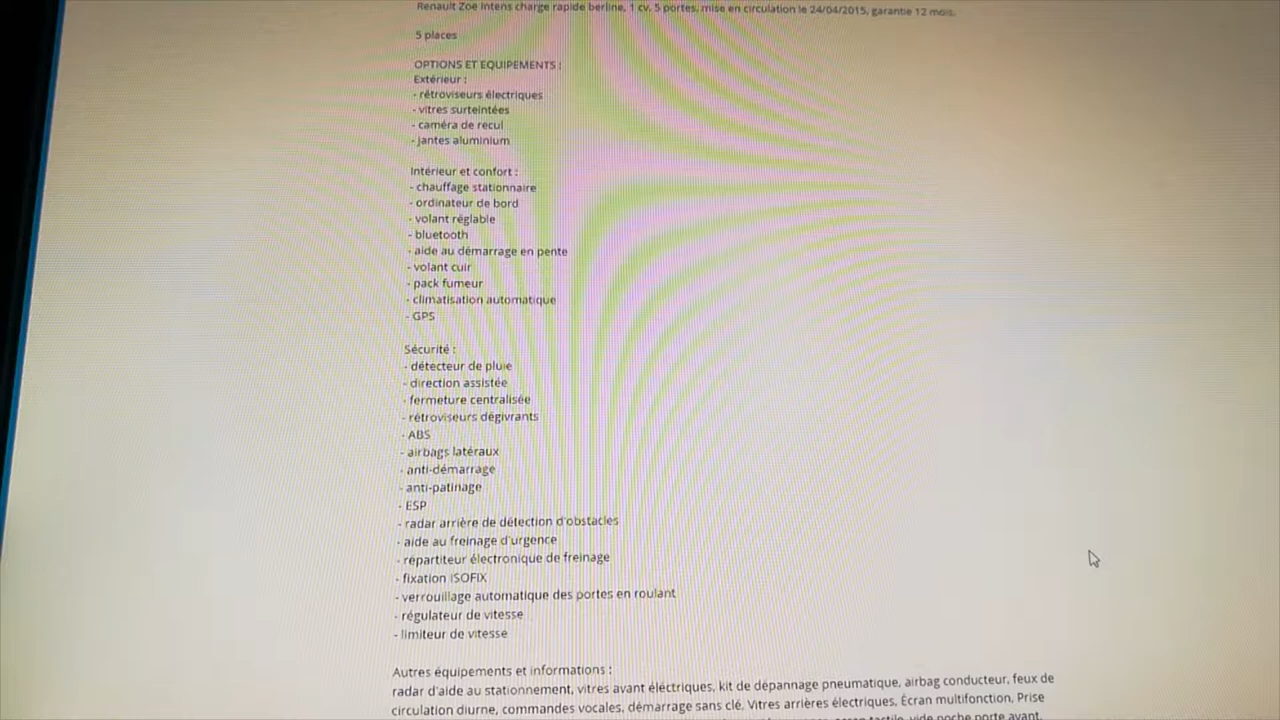 Renault Zoe Intens charge rapide berline, 1 cv, 5 portes, mise en circulation le 24/04/2015, garantie 12 mois.
5 places
OPTIONS ET EQUIPEMENTS :
Extérieur :
- rétroviseurs électriques
- vitres surteintées
- caméra de recul
- jantes aluminium
Intérieur et confort :
- chauffage stationnaire
- ordinateur de bord
- volant réglable
- bluetooth
- aide au démarrage en pente
- volant cuir
- pack fumeur
- climatisation automatique
- GPS
Sécurité :
- détecteur de pluie
- direction assistée
- fermeture centralisée
- rétroviseurs dégivrants
- ABS
- airbags latéraux
- anti-démarrage
- anti-patinage
- ESP
- radar arrière de détection d'obstacles
- aide au freinage d'urgence
- répartiteur électronique de freinage
- fixation ISOFIX
- verrouillage automatique des portes en roulant
- régulateur de vitesse
- limiteur de vitesse
Autres équipements et informations :
radar d'aide au stationnement, vitres avant éléctriques, kit de dépannage pneumatique, airbag conducteur, feux de
circulation diurne, commandes vocales, démarrage sans clé, Vitres arrières électriques, Écran multifonction, Prise
tactile, vide poche porte avant,